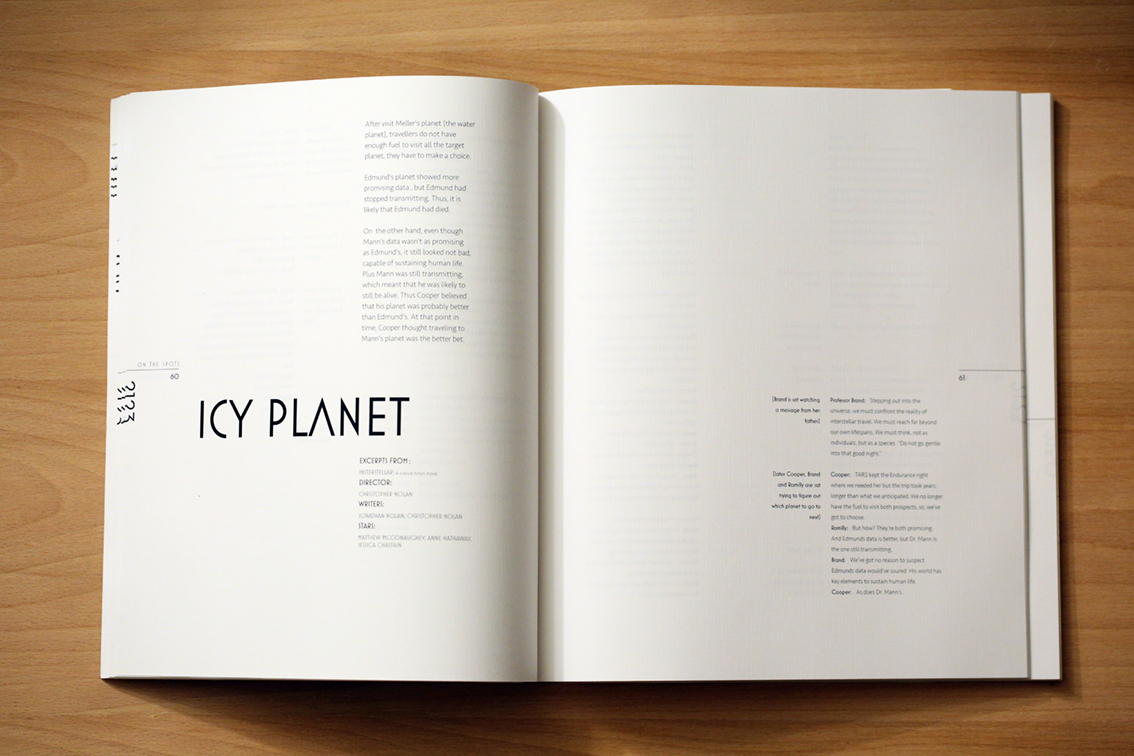 After visit Meller's planet (the water
planet), travellers do not have
enough fuel to visit all the target
planet, they have to make a choice.
Edmund's planet showed more
promising data , but Edmund had
stopped transmitting. Thus, it is
likely that Edmund had died.
On the other hand, even though
Mann's data wasn't as promising
as Edmund's, it still looked not bad,
capable of sustaining human life.
Plus Mann was still transmitting,
which meant that he was likely to
still be alive. Thus Cooper believed
that his planet was probably better
than Edmund's. At that point in
time, Cooper thought traveling to
Mann's planet was the better bet.
ON THE SPOTS
60
ICY PLANET
EXCERPTS FROM :
INTERSTELLAR, a science fiction movie
DIRECTOR:
CHRISTOPHER NOLAN
WRITERS:
JONATHAN NOLAN, CHRISTOPHER NOLAN
STARS:
MATTHEW MCCONAUGHEY, ANNE HATHAWAY,
JESSICA CHASTAIN
61
[Brand is sat watching
a message from her
father]
Professor Brand: "Stepping out into the
universe, we must confront the reality of
interstellar travel. We must reach far beyond
our own lifespans. We must think, not as
individuals, but as a species. "Do not go gentle
into that good night."
[later Cooper, Brand
and Romilly are sat
trying to figure out
which planet to go to
next]
Cooper: TARS kept the Endurance right
where we needed her but the trip took years
longer than what we anticipated. We no longer
have the fuel to visit both prospects, so, we've
got to choose.
Romilly: But how? They're both promising.
And Edmunds data is better, but Dr. Mann is
the one still transmitting.
Brand: We've got no reason to suspect
Edmunds data would've soured. His world has
key elements to sustain human life.
Cooper: As does Dr. Mann's.